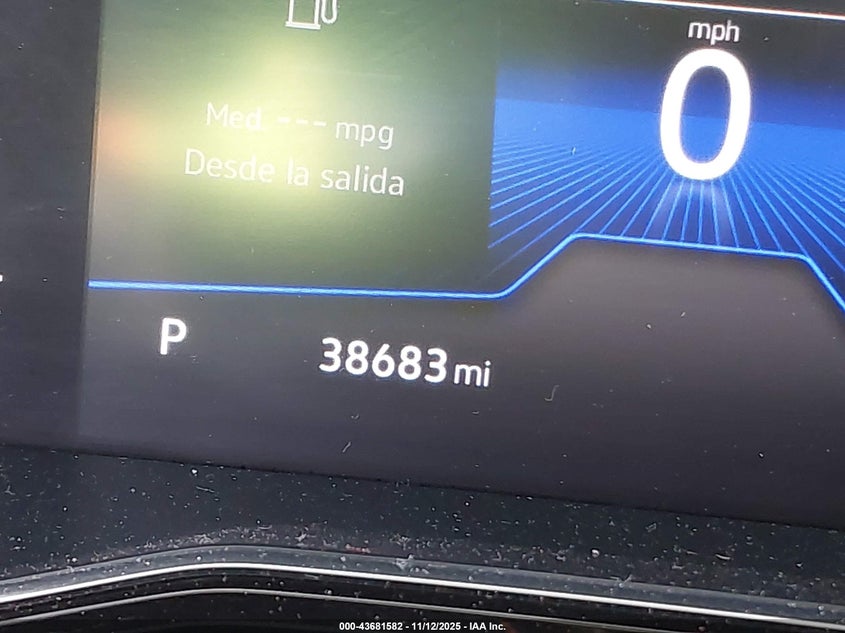 mph
0
Med. --- mpg
Desde la salida
P
38683 mi
000-43681582 - 11/12/2025 - IAA Inc.